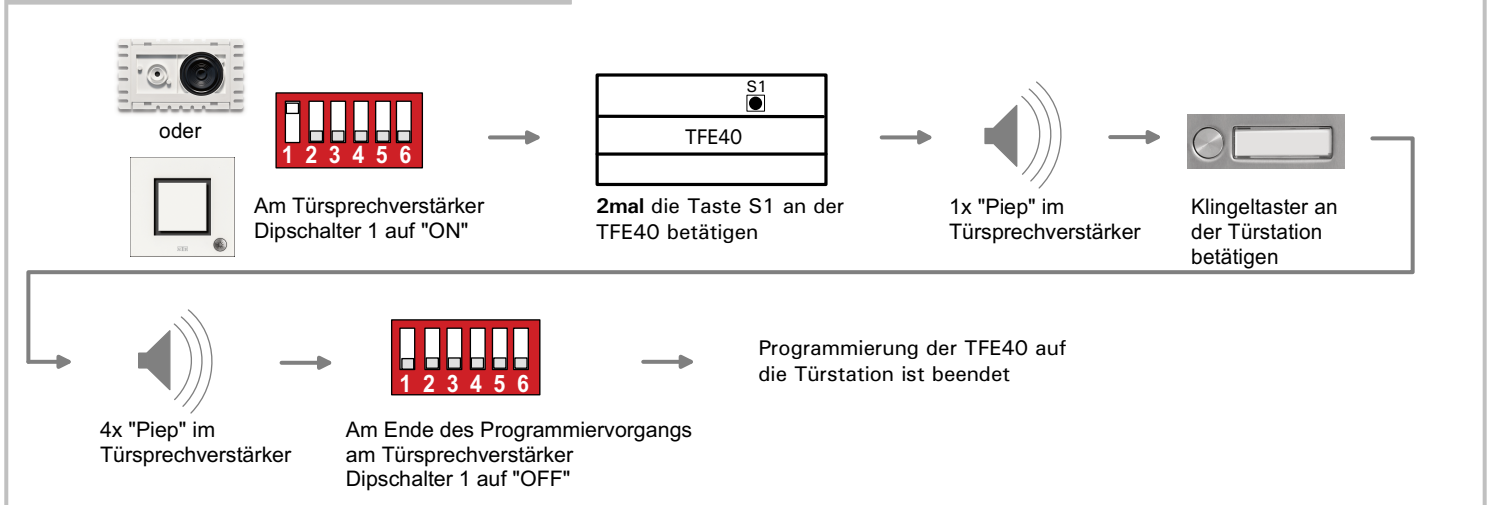 oder
1 2 3 4 5 6
Am Türsprechverstärker
Dipschalter 1 auf "ON"
S1
TFE40
2mal die Taste S1 an der
TFE40 betätigen
1x "Piep" im
Türsprechverstärker
Klingeltaster an
der Türstation
betätigen
4x "Piep" im
Türsprechverstärker
1 2 3 4 5 6
Am Ende des Programmiervorgangs
am Türsprechverstärker
Dipschalter 1 auf "OFF"
Programmierung der TFE40 auf
die Türstation ist beendet